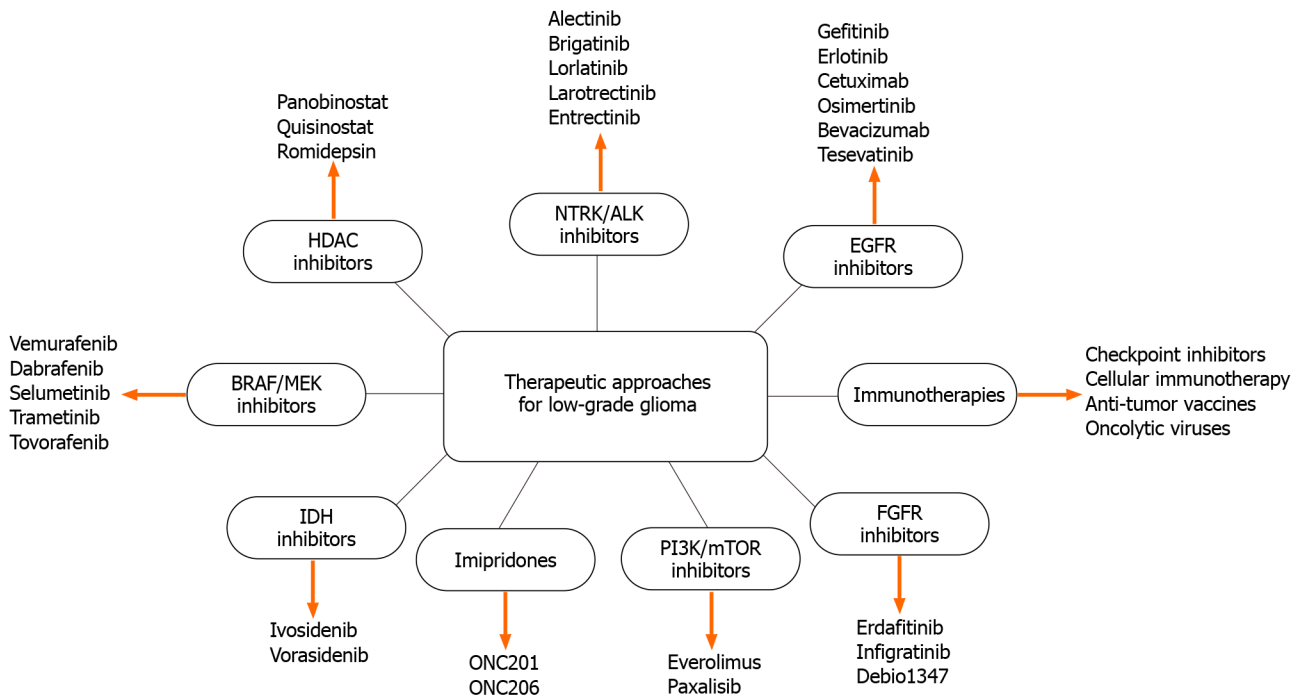 Alectinib
Brigatinib
Lorlatinib
Larotrectinib
Entrectinib
Gefitinib
Erlotinib
Cetuximab
Osimertinib
Bevacizumab
Tesevatinib
Panobinostat
Quisinostat
Romidepsin
NTRK/ALK
inhibitors
HDAC
inhibitors
EGFR
inhibitors
Vemurafenib
Dabrafenib
Selumetinib
Trametinib
Tovorafenib
BRAF/MEK
inhibitors
Therapeutic approaches
for low-grade glioma
Immunotherapies
Checkpoint inhibitors
Cellular immunotherapy
Anti-tumor vaccines
Oncolytic viruses
IDH
inhibitors
Imipridones
PI3K/mTOR
inhibitors
FGFR
inhibitors
Ivosidenib
Vorasidenib
ONC201
ONC206
Everolimus
Paxalisib
Erdafitinib
Infigratinib
Debio1347